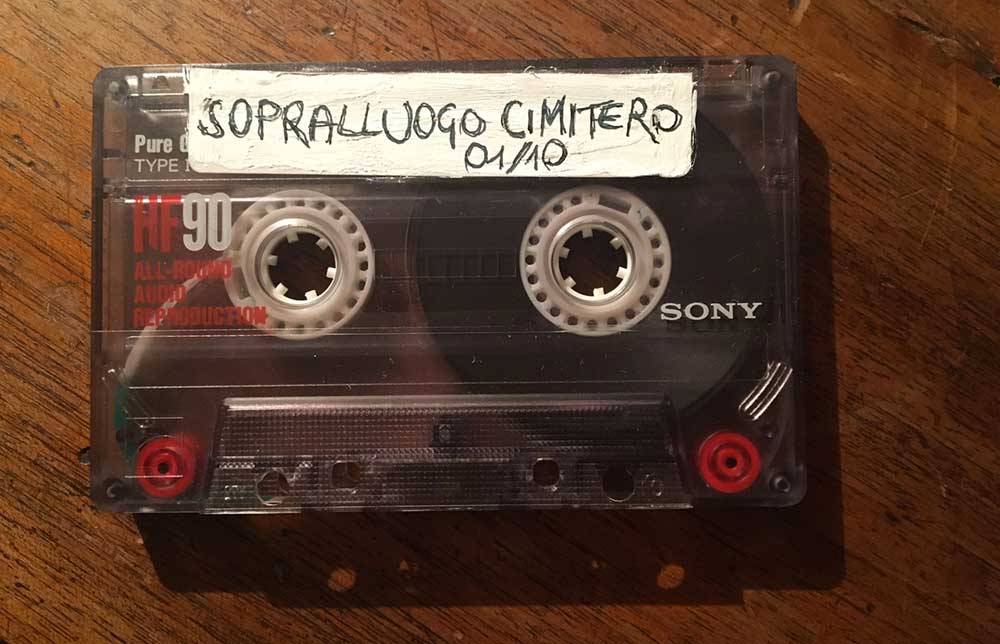 A
SOPRALLUOGO CIMITERO
01/10
Pure
TYPE I
HF90
ALL-ROUND
AUDIO
REPRODUCTION
SONY